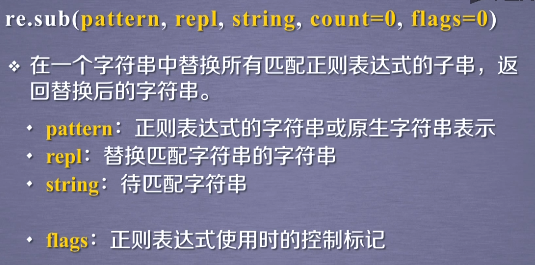 re.sub(pattern, repl, string, count=0, flags=0)
❖ 在一个字符串中替换所有匹配正则表达式的子串，返
回替换后的字符串。
• pattern：正则表达式的字符串或原生字符串表示
• repl：替换匹配字符串的字符串
• string：待匹配字符串
• flags：正则表达式使用时的控制标记